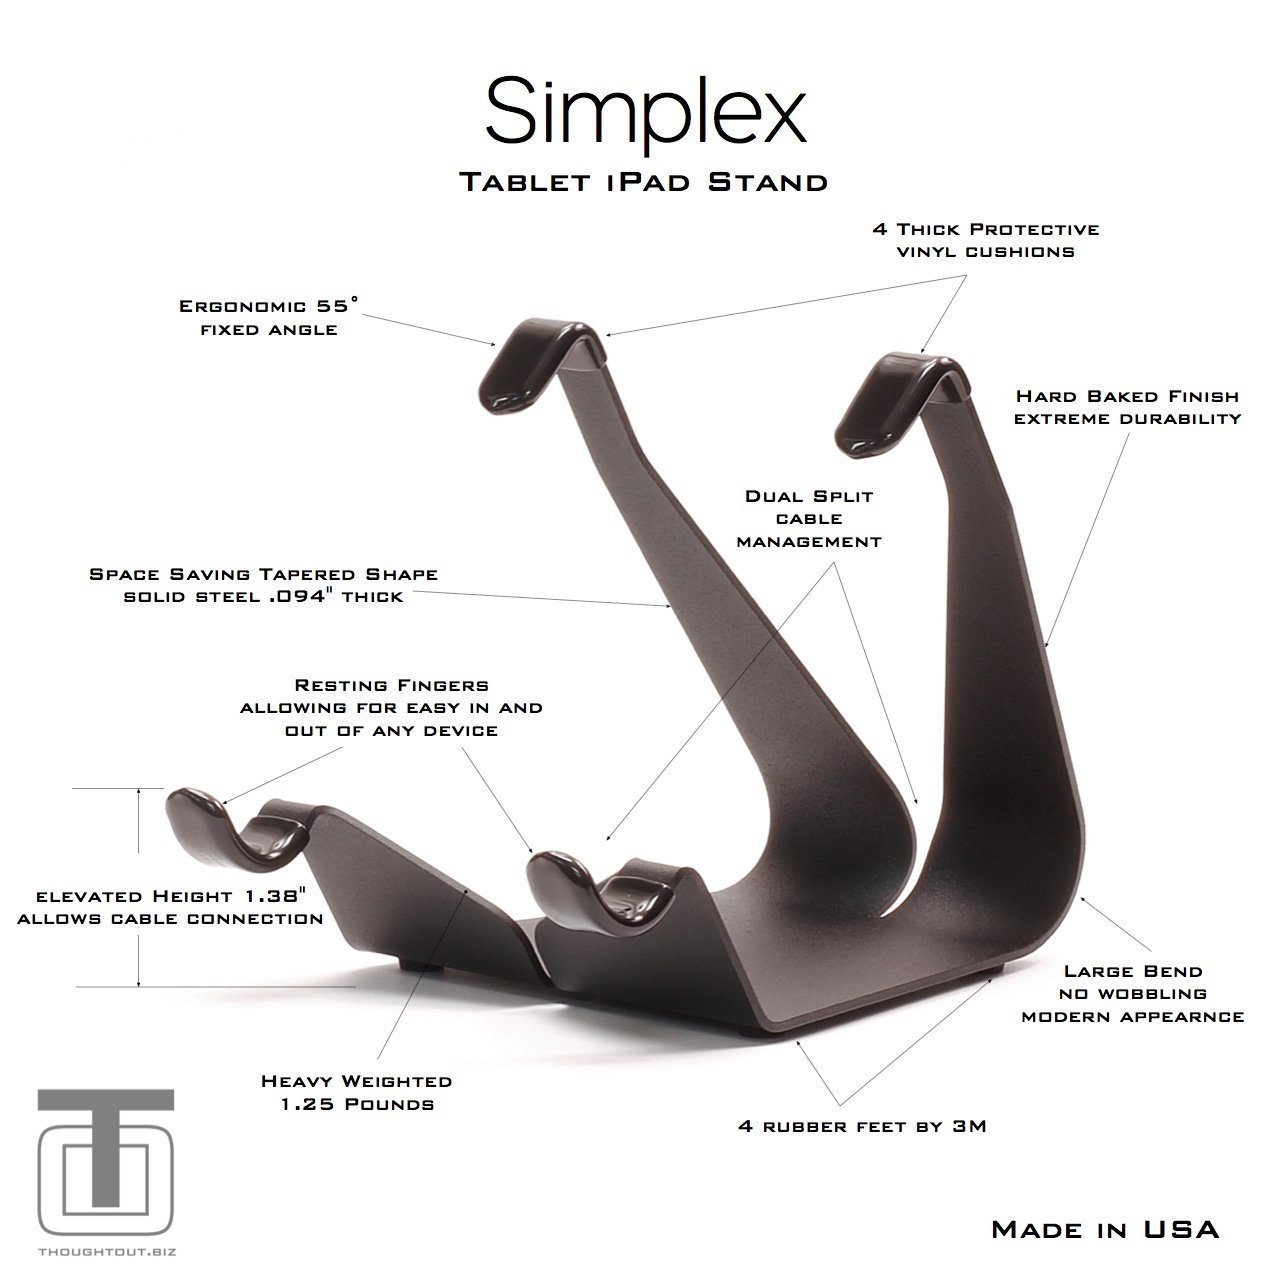 Simplex
Tablet iPad Stand
4 Thick Protective
vinyl cushions
Ergonomic 55°
fixed angle
Hard Baked Finish
extreme durability
Dual Split
cable
management
Space Saving Tapered Shape
solid steel .094" thick
Resting Fingers
allowing for easy in and
out of any device
elevated Height 1.38"
allows cable connection
Large Bend
no wobbling
modern appearnce
Heavy Weighted
1.25 Pounds
4 rubber feet by 3M
TO
thoughtout.biz
Made in USA